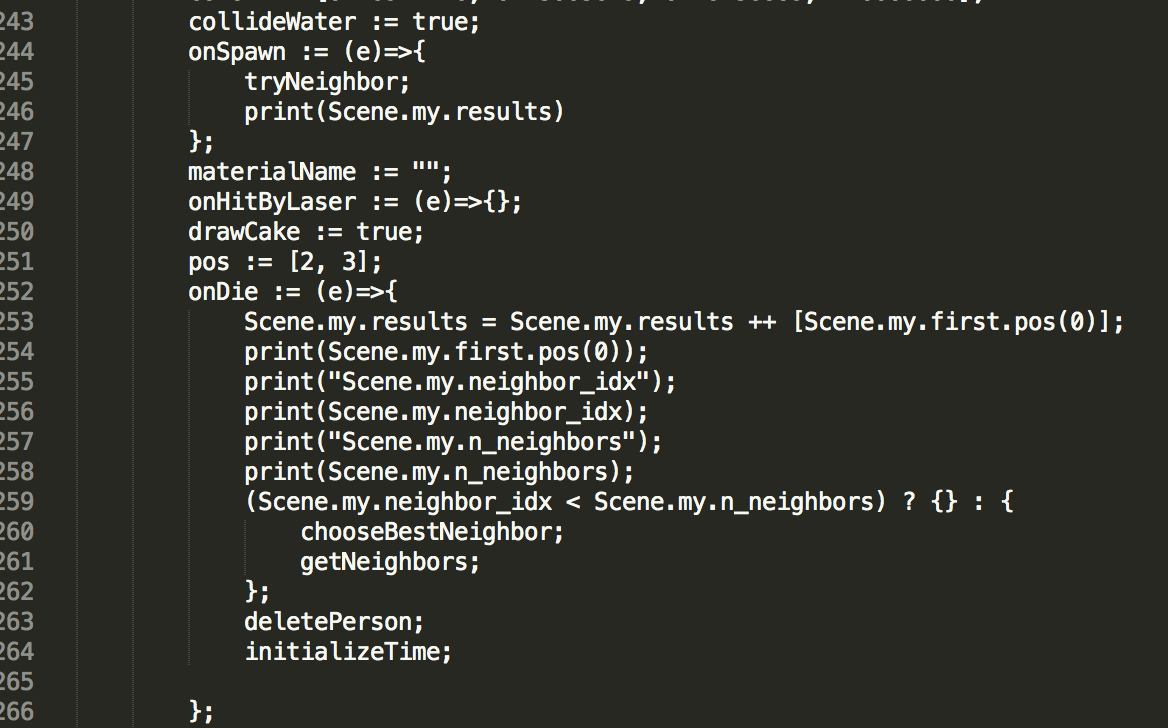 243 collideWater := true;
244 onSpawn := (e)=>{
245 tryNeighbor;
246 print(Scene.my.results)
247 };
248 materialName := "";
249 onHitByLaser := (e)=>{};
250 drawCake := true;
251 pos := [2, 3];
252 onDie := (e)=>{
253 Scene.my.results = Scene.my.results ++ [Scene.my.first.pos(0)];
254 print(Scene.my.first.pos(0));
255 print("Scene.my.neighbor_idx");
256 print(Scene.my.neighbor_idx);
257 print("Scene.my.n_neighbors");
258 print(Scene.my.n_neighbors);
259 (Scene.my.neighbor_idx < Scene.my.n_neighbors) ? {} : {
260 chooseBestNeighbor;
261 getNeighbors;
262 };
263 deletePerson;
264 initializeTime;
265
266 };